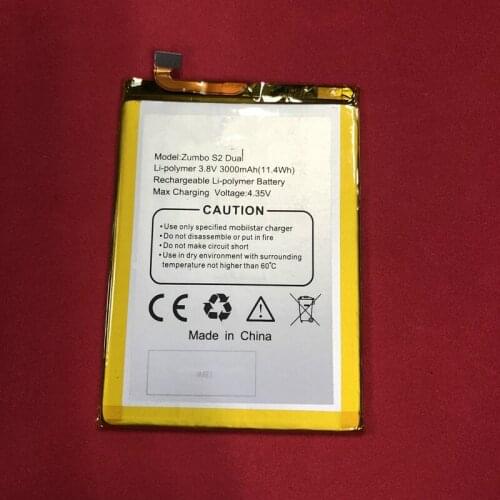 Model:Zumbo S2 Dual
Li-polymer 3.8V 3000mAh(11.4Wh)
Rechargeable Li-polymer Battery
Max Charging Voltage:4.35V
CAUTION
• Use only specified mobiistar charger
• Do not disassemble or put in fire
• Do not make circuit short
• Use in dry environment with surrounding
temperature not higher than 60°C
CE
Made in China